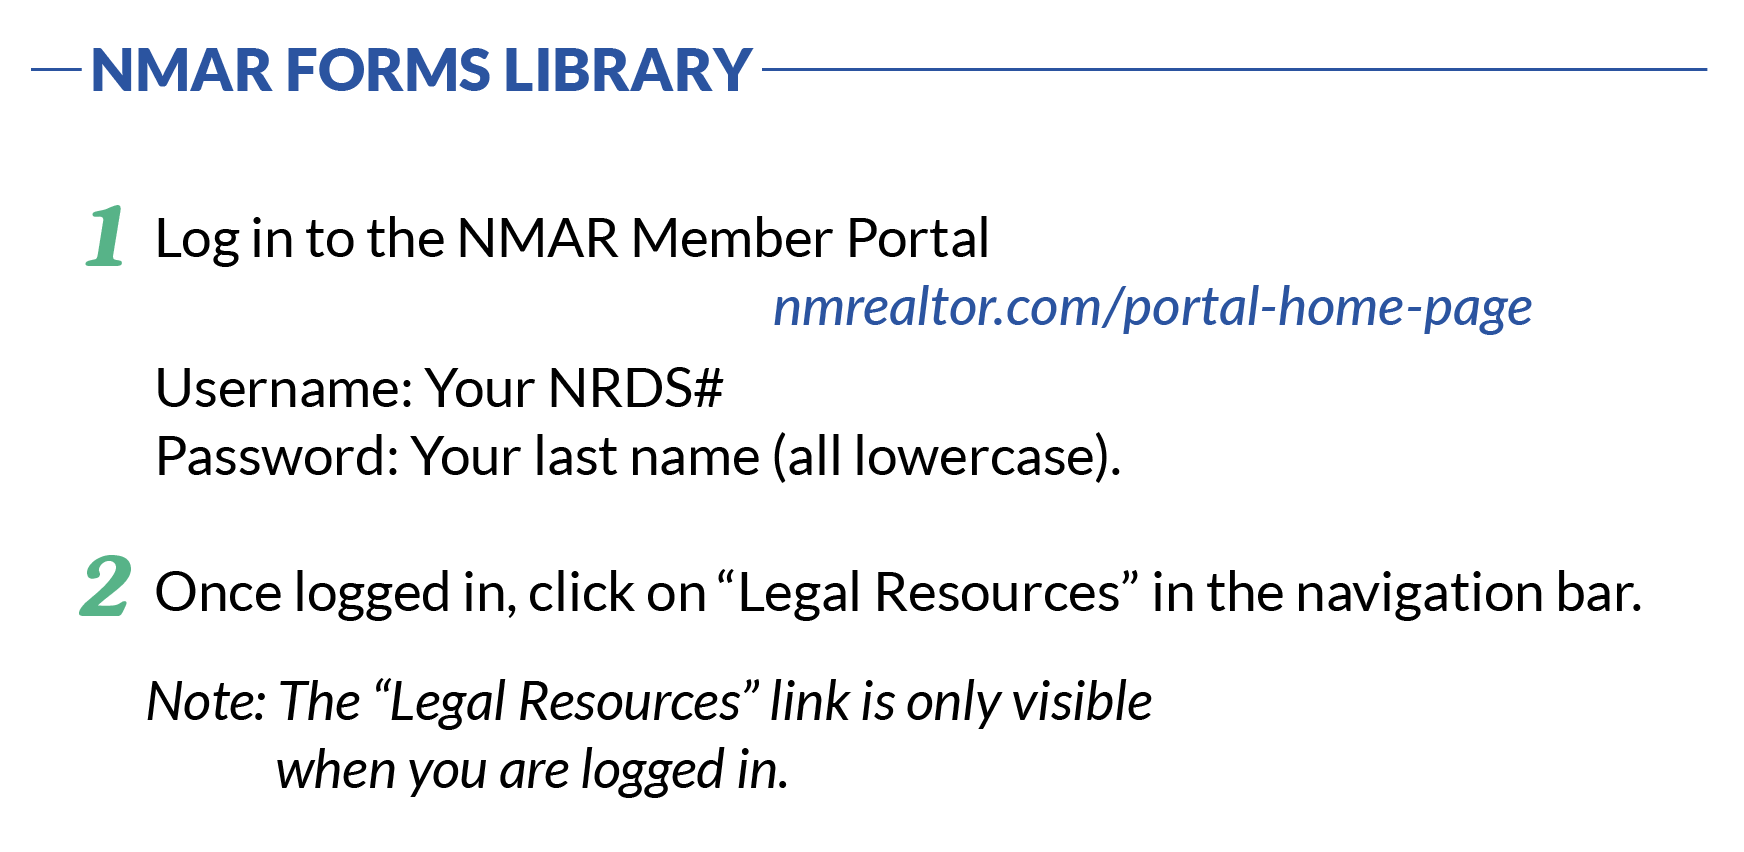 NMAR FORMS LIBRARY
1 Log in to the NMAR Member Portal
nmrealtor.com/portal-home-page
Username: Your NRDS#
Password: Your last name (all lowercase).
2 Once logged in, click on “Legal Resources” in the navigation bar.
Note: The “Legal Resources” link is only visible
when you are logged in.